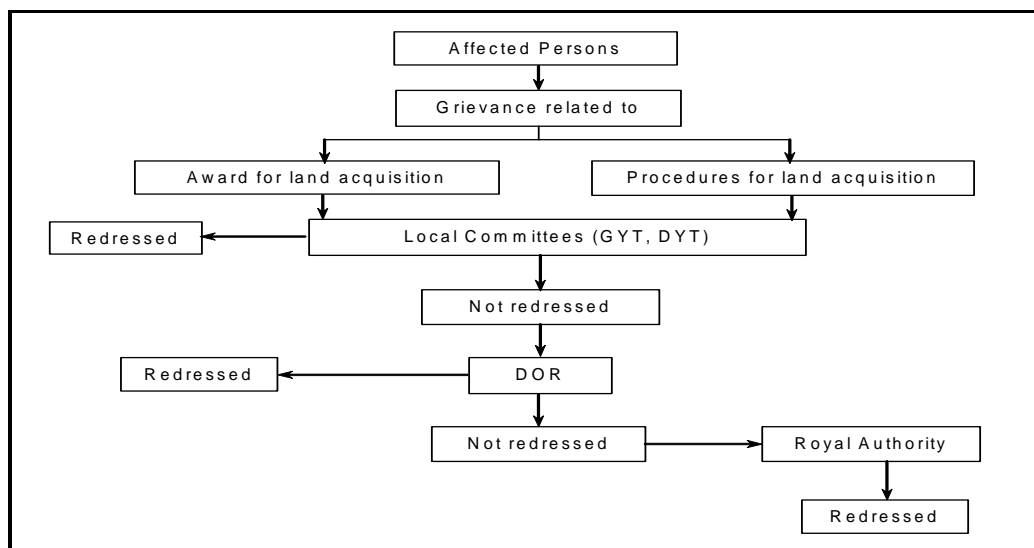 Affected Persons
Grievance related to
Award for land acquisition
Procedures for land acquisition
Redressed
Local Committees (GYT, DYT)
Not redressed
Redressed
DOR
Not redressed
Royal Authority
Redressed